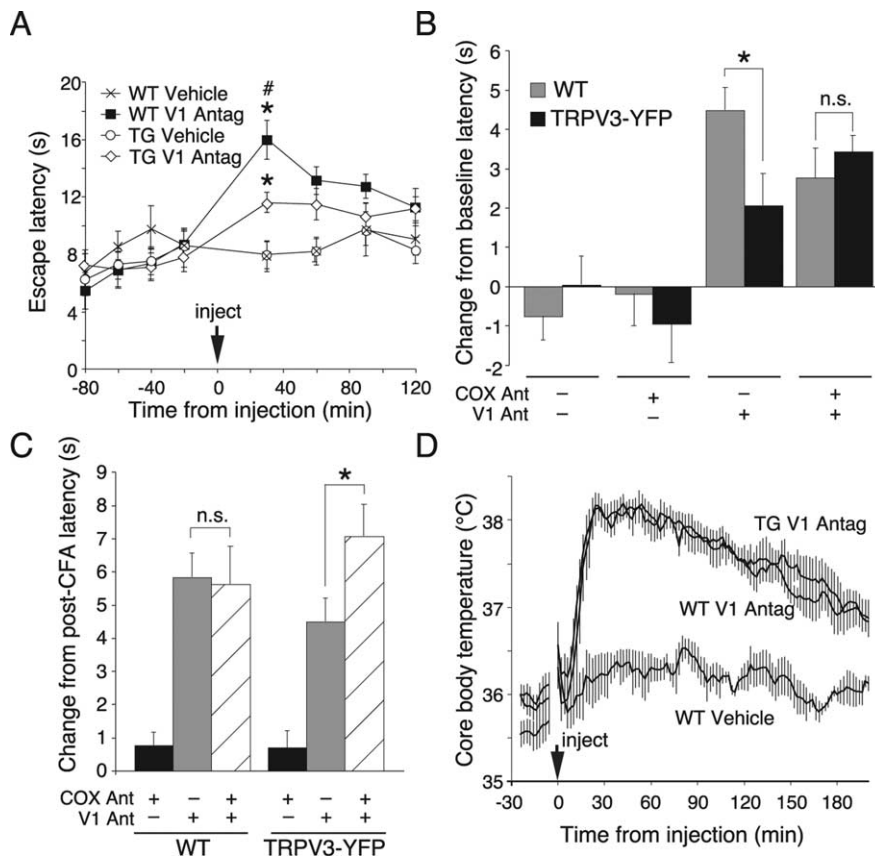 A
Escape latency (s)
20
16
12
8
4
0
WT Vehicle
WT V1 Antag
TG Vehicle
TG V1 Antag
#
*
*
inject
-80
-40
0
40
80
120
Time from injection (min)
B
Change from baseline latency (s)
6
5
4
3
2
1
0
-1
-2
WT
TRPV3-YFP
*
n.s.
COX Ant − + − +
V1 Ant − − + +
C
Change from post-CFA latency (s)
9
8
7
6
5
4
3
2
1
0
n.s.
*
COX Ant + − + + − +
V1 Ant − + + − + +
WT TRPV3-YFP
D
Core body temperature (°C)
38
37
36
35
TG V1 Antag
WT V1 Antag
WT Vehicle
inject
-30 0 30 60 90 120 150 180
Time from injection (min)